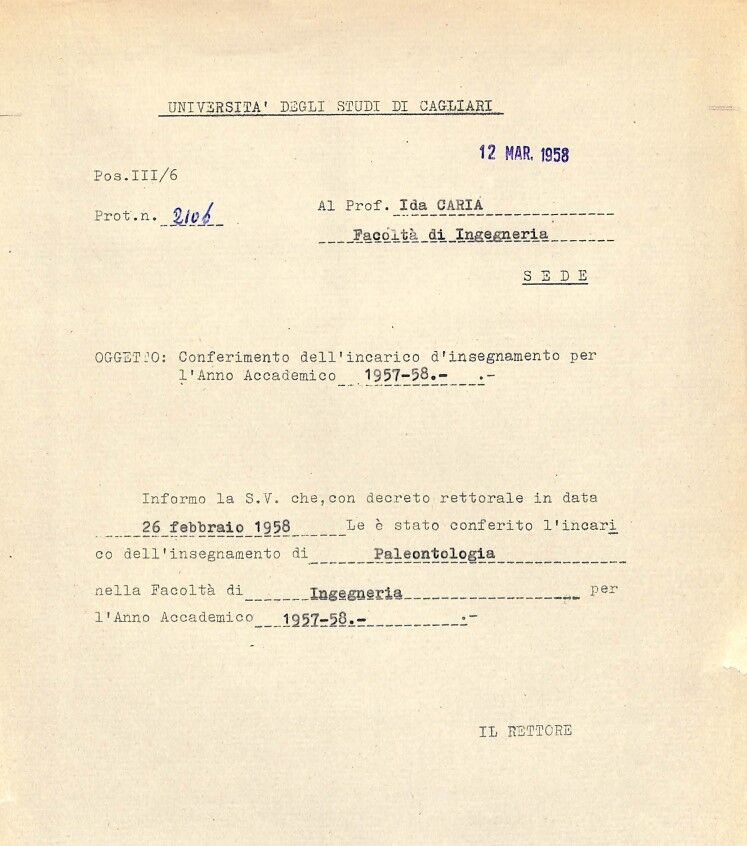 UNIVERSITA' DEGLI STUDI DI CAGLIARI
12 MAR. 1958
Pos.III/6
Al Prof. Ida CARIA
Prot.n. 2106
Facoltà di Ingegneria
S E D E
OGGETTO: Conferimento dell'incarico d'insegnamento per
l'Anno Accademico 1957-58.- .-
Informo la S.V. che,con decreto rettorale in data
26 febbraio 1958 Le è stato conferito l'incari
co dell'insegnamento di Paleontologia
nella Facoltà di Ingegneria per
l'Anno Accademico 1957-58.- .-
IL RETTORE